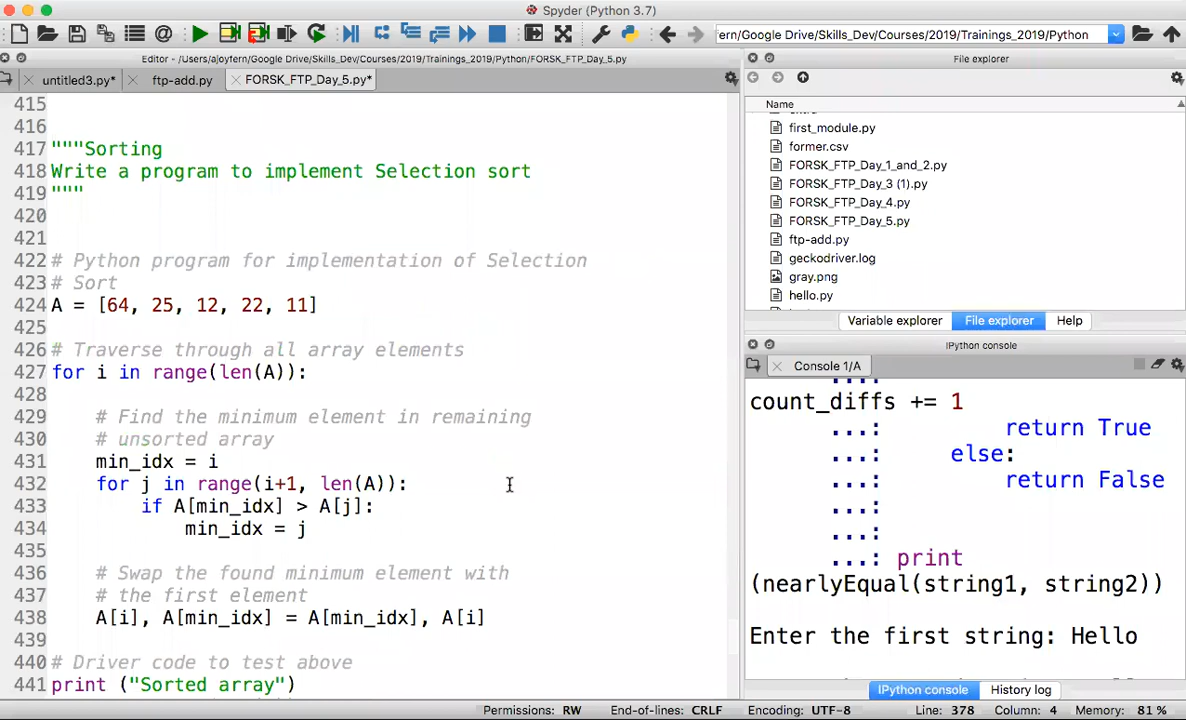 Spyder (Python 3.7)
ern/Google Drive/Skills_Dev/Courses/2019/Trainings_2019/Python
Editor - /Users/ajoyfern/Google Drive/Skills_Dev/Courses/2019/Trainings_2019/Python/FORSK_FTP_Day_5.py
untitled3.py*
ftp-add.py
FORSK_FTP_Day_5.py*
415
416
417 """Sorting
418 Write a program to implement Selection sort
419 """
420
421
422 # Python program for implementation of Selection
423 # Sort
424 A = [64, 25, 12, 22, 11]
425
426 # Traverse through all array elements
427 for i in range(len(A)):
428
429 # Find the minimum element in remaining
430 # unsorted array
431 min_idx = i
432 for j in range(i+1, len(A)):
433 if A[min_idx] > A[j]:
434 min_idx = j
435
436 # Swap the found minimum element with
437 # the first element
438 A[i], A[min_idx] = A[min_idx], A[i]
439
440 # Driver code to test above
441 print ("Sorted array")
File explorer
Name
first_module.py
former.csv
FORSK_FTP_Day_1_and_2.py
FORSK_FTP_Day_3 (1).py
FORSK_FTP_Day_4.py
FORSK_FTP_Day_5.py
ftp-add.py
geckodriver.log
gray.png
hello.py
Variable explorer
File explorer
Help
IPython console
Console 1/A
count_diffs += 1
...: return True
...: else:
...: return False
...:
...:
...: print
(nearlyEqual(string1, string2))
Enter the first string: Hello
IPython console
History log
Permissions: RW
End-of-lines: CRLF
Encoding: UTF-8
Line: 378
Column: 4
Memory: 81 %